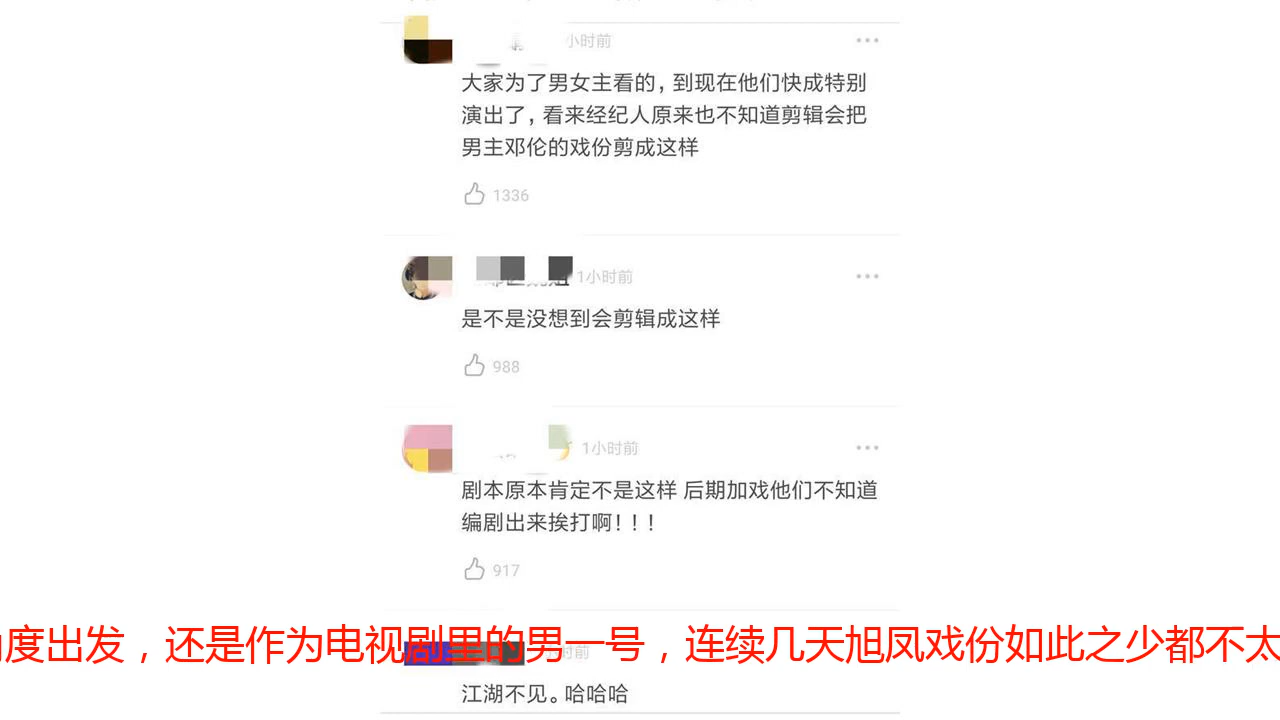 小时前
大家为了男女主看的，到现在他们快成特别
演出了，看来经纪人原来也不知道剪辑会把
男主邓伦的戏份剪成这样
1336
1小时前
是不是没想到会剪辑成这样
988
1小时前
剧本原本肯定不是这样 后期加戏他们不知道
编剧出来挨打啊！！！
917
度出发，还是作为电视剧里的男一号，连续几天旭凤戏份如此之少都不太
小时前
江湖不见。哈哈哈